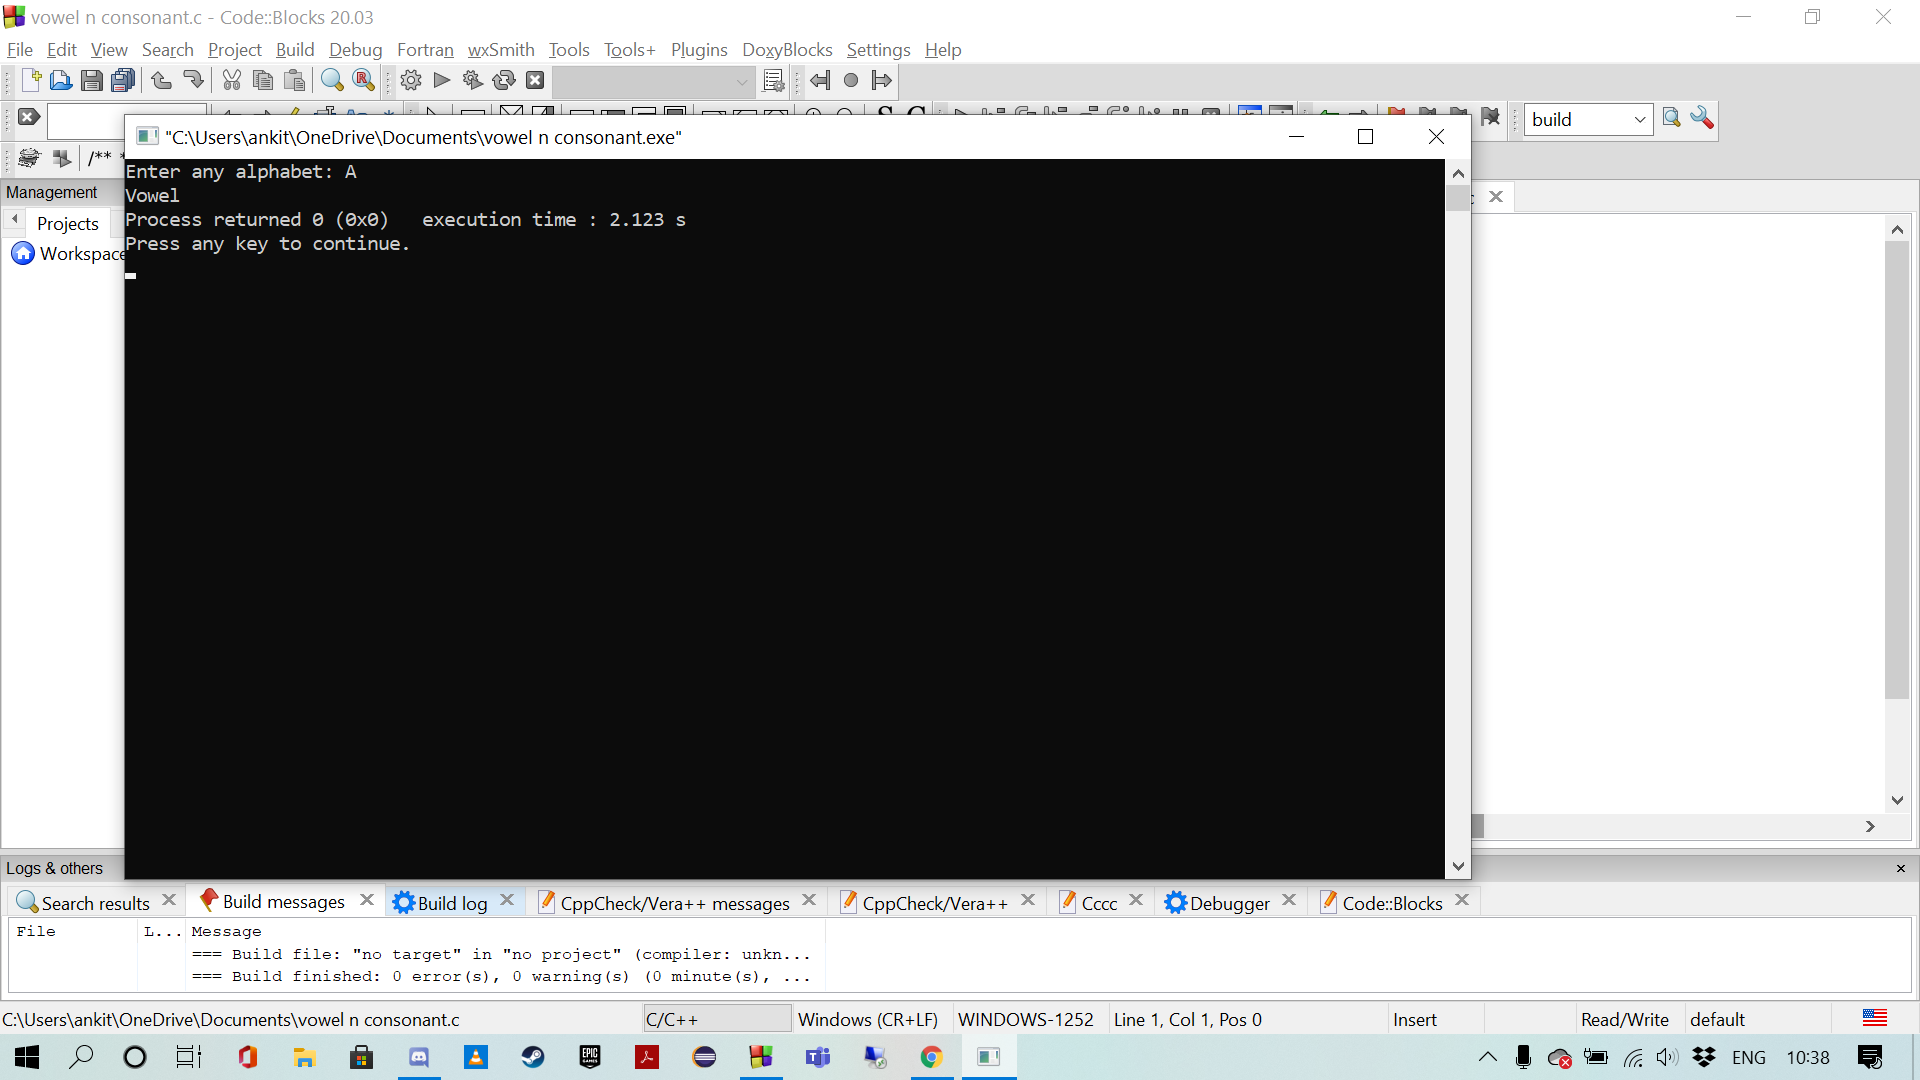 vowel n consonant.c - Code::Blocks 20.03
File Edit View Search Project Build Debug Fortran wxSmith Tools Tools+ Plugins DoxyBlocks Settings Help
build
/**
"C:\Users\ankit\OneDrive\Documents\vowel n consonant.exe"
Enter any alphabet: A
Vowel
Process returned 0 (0x0)   execution time : 2.123 s
Press any key to continue.
Management
Projects
Workspace
Logs & others
Search results Build messages Build log CppCheck/Vera++ messages CppCheck/Vera++ Cccc Debugger Code::Blocks
File L... Message
=== Build file: "no target" in "no project" (compiler: unkn...
=== Build finished: 0 error(s), 0 warning(s) (0 minute(s), ...
C:\Users\ankit\OneDrive\Documents\vowel n consonant.c C/C++ Windows (CR+LF) WINDOWS-1252 Line 1, Col 1, Pos 0 Insert Read/Write default
EPIC GAMES
ENG 10:38